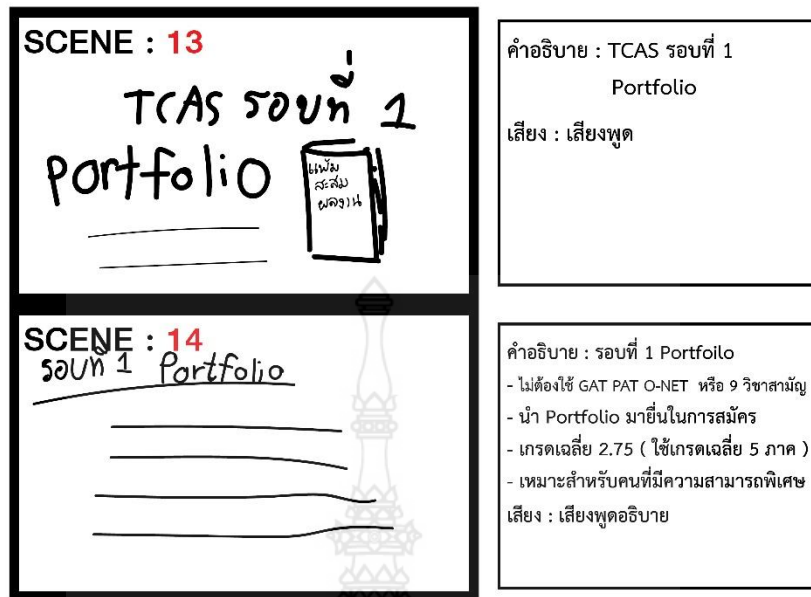 SCENE : 13
TCAS รอบที่ 1
Portfolio
แฟ้ม
สะสม
ผลงาน
คำอธิบาย : TCAS รอบที่ 1
Portfolio
เสียง : เสียงพูด
SCENE : 14
รอบที่ 1 Portfolio
คำอธิบาย : รอบที่ 1 Portfoilo
- ไม่ต้องใช้ GAT PAT O-NET หรือ 9 วิชาสามัญ
- นำ Portfolio มายื่นในการสมัคร
- เกรดเฉลี่ย 2.75 ( ใช้เกรดเฉลี่ย 5 ภาค )
- เหมาะสำหรับคนที่มีความสามารถพิเศษ
เสียง : เสียงพูดอธิบาย